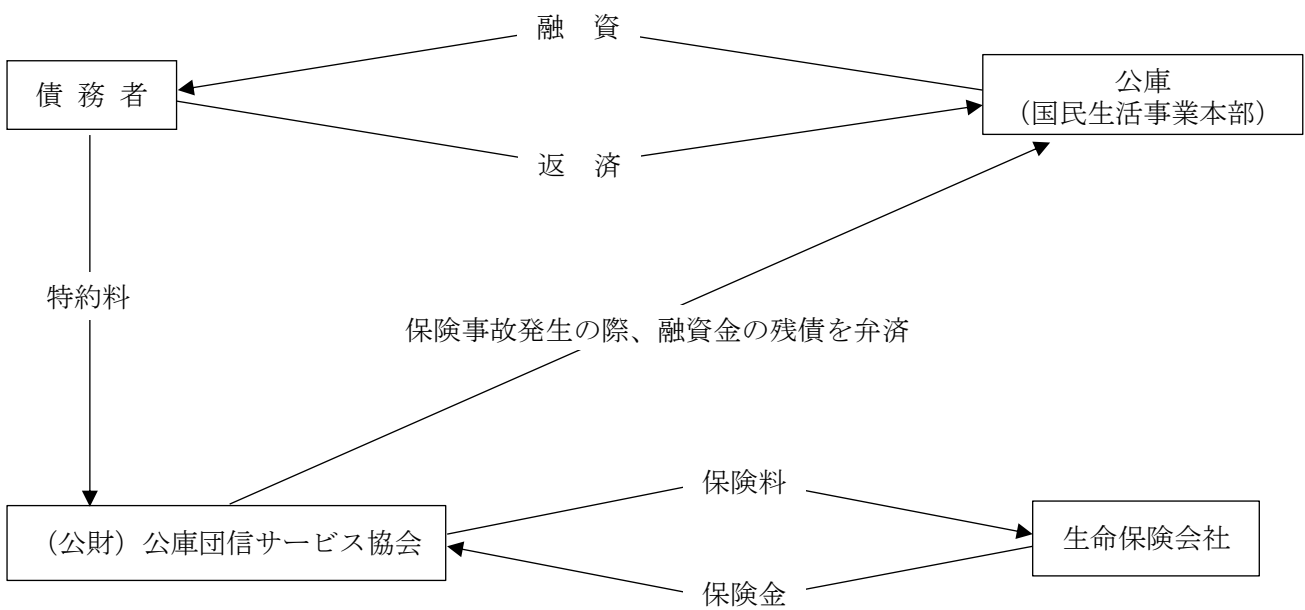 融　資
債 務 者
公庫
（国民生活事業本部）
返　済
特約料
保険事故発生の際、融資金の残債を弁済
保険料
（公財）公庫団信サービス協会
生命保険会社
保険金